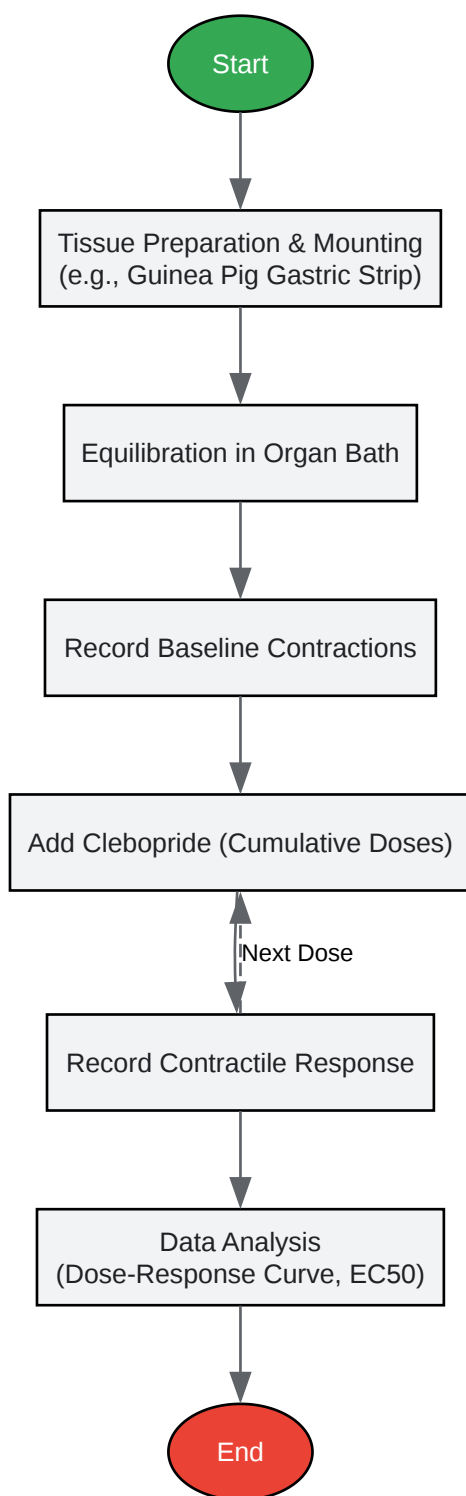 Start
Tissue Preparation & Mounting
(e.g., Guinea Pig Gastric Strip)
Equilibration in Organ Bath
Record Baseline Contractions
Add Clebopride (Cumulative Doses)
Next Dose
Record Contractile Response
Data Analysis
(Dose-Response Curve, EC50)
End